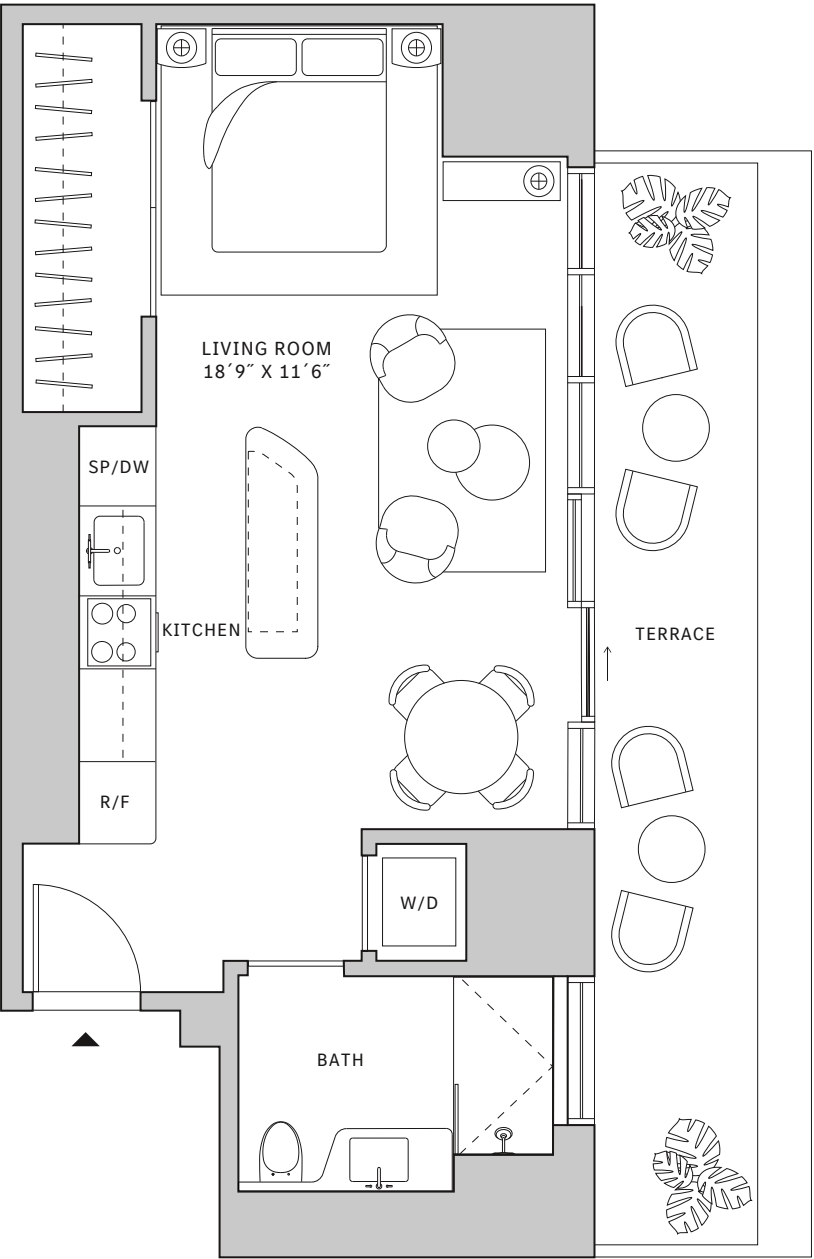 LIVING ROOM
18´9˝ X 11´6˝
SP/DW
KITCHEN
TERRACE
R/F
W/D
BATH